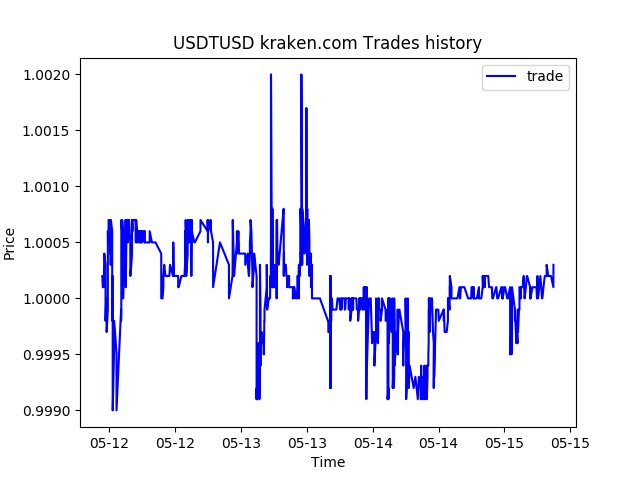 USDTUSD kraken.com Trades history
trade
1.0020
1.0015
1.0010
1.0005
1.0000
0.9995
0.9990
Price
05-12 05-12 05-13 05-13 05-14 05-14 05-15 05-15
Time